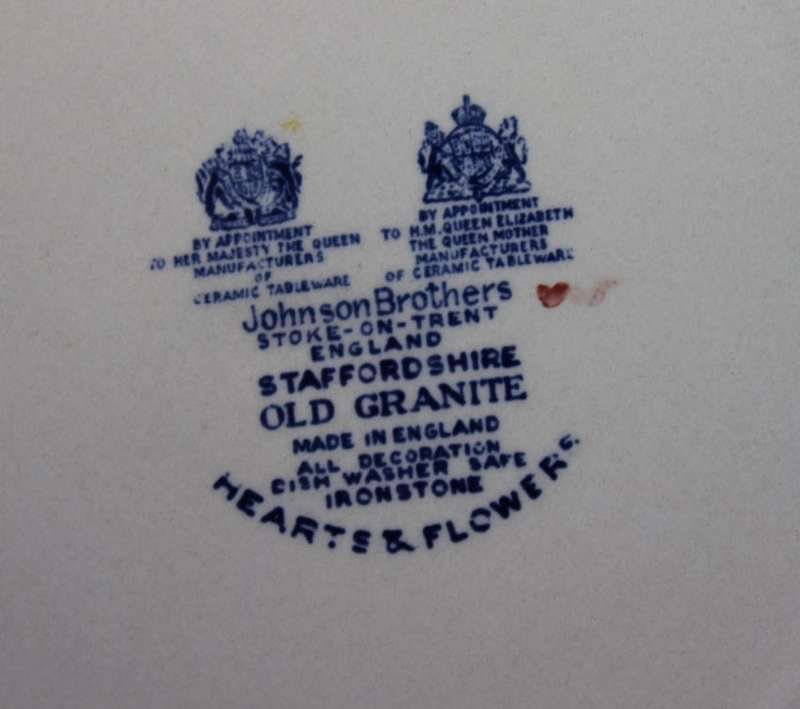 BY APPOINTMENT
TO HER MAJESTY THE QUEEN
MANUFACTURERS
OF
CERAMIC TABLEWARE
BY APPOINTMENT
TO H.M. QUEEN ELIZABETH
THE QUEEN MOTHER
MANUFACTURERS
OF CERAMIC TABLEWARE
Johnson Brothers
STOKE-ON-TRENT
ENGLAND
STAFFORDSHIRE
OLD GRANITE
MADE IN ENGLAND
ALL DECORATION
DISH WASHER SAFE
IRONSTONE
HEARTS & FLOWERS